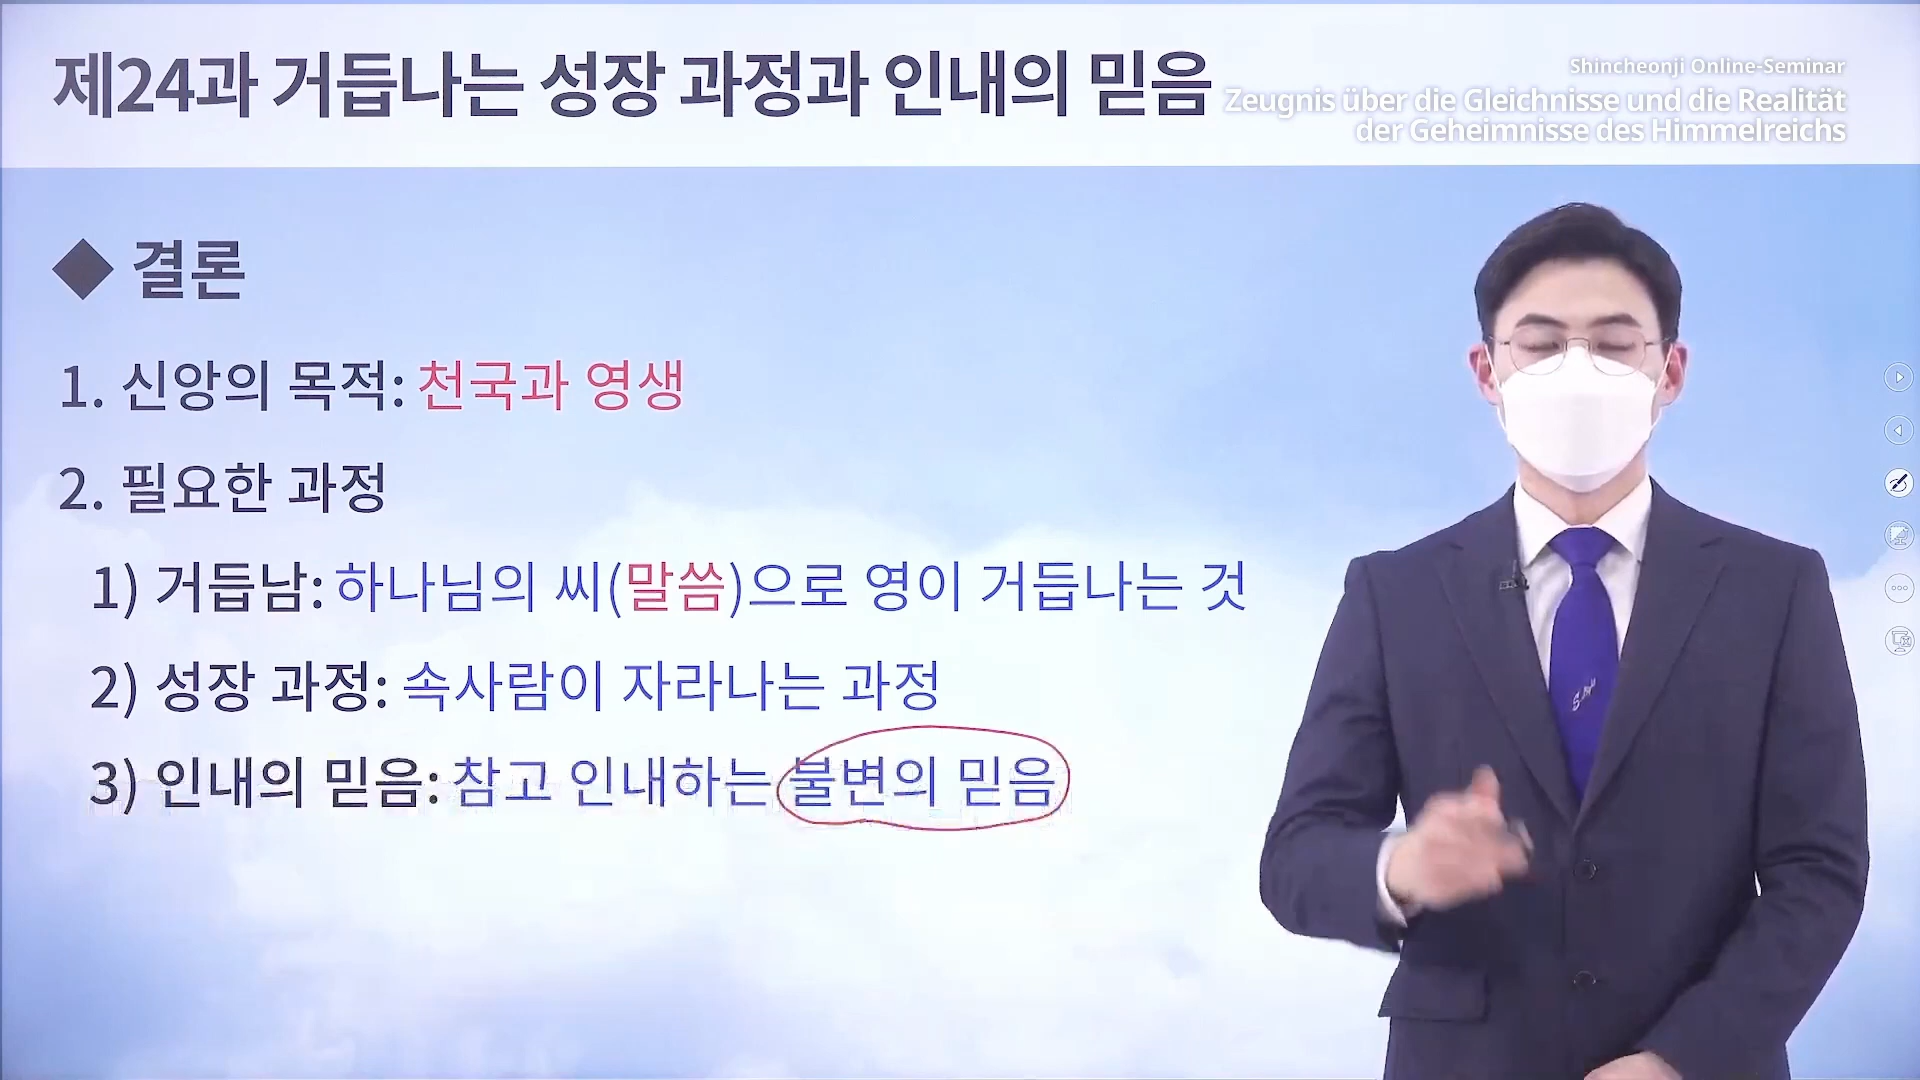 제24과 거듭나는 성장 과정과 인내의 믿음
Shincheonji Online-Seminar
Zeugnis über die Gleichnisse und die Realität
der Geheimnisse des Himmelreichs
◆ 결론
1. 신앙의 목적: 천국과 영생
2. 필요한 과정
1) 거듭남: 하나님의 씨(말씀)으로 영이 거듭나는 것
2) 성장 과정: 속사람이 자라나는 과정
3) 인내의 믿음: 참고 인내하는 불변의 믿음